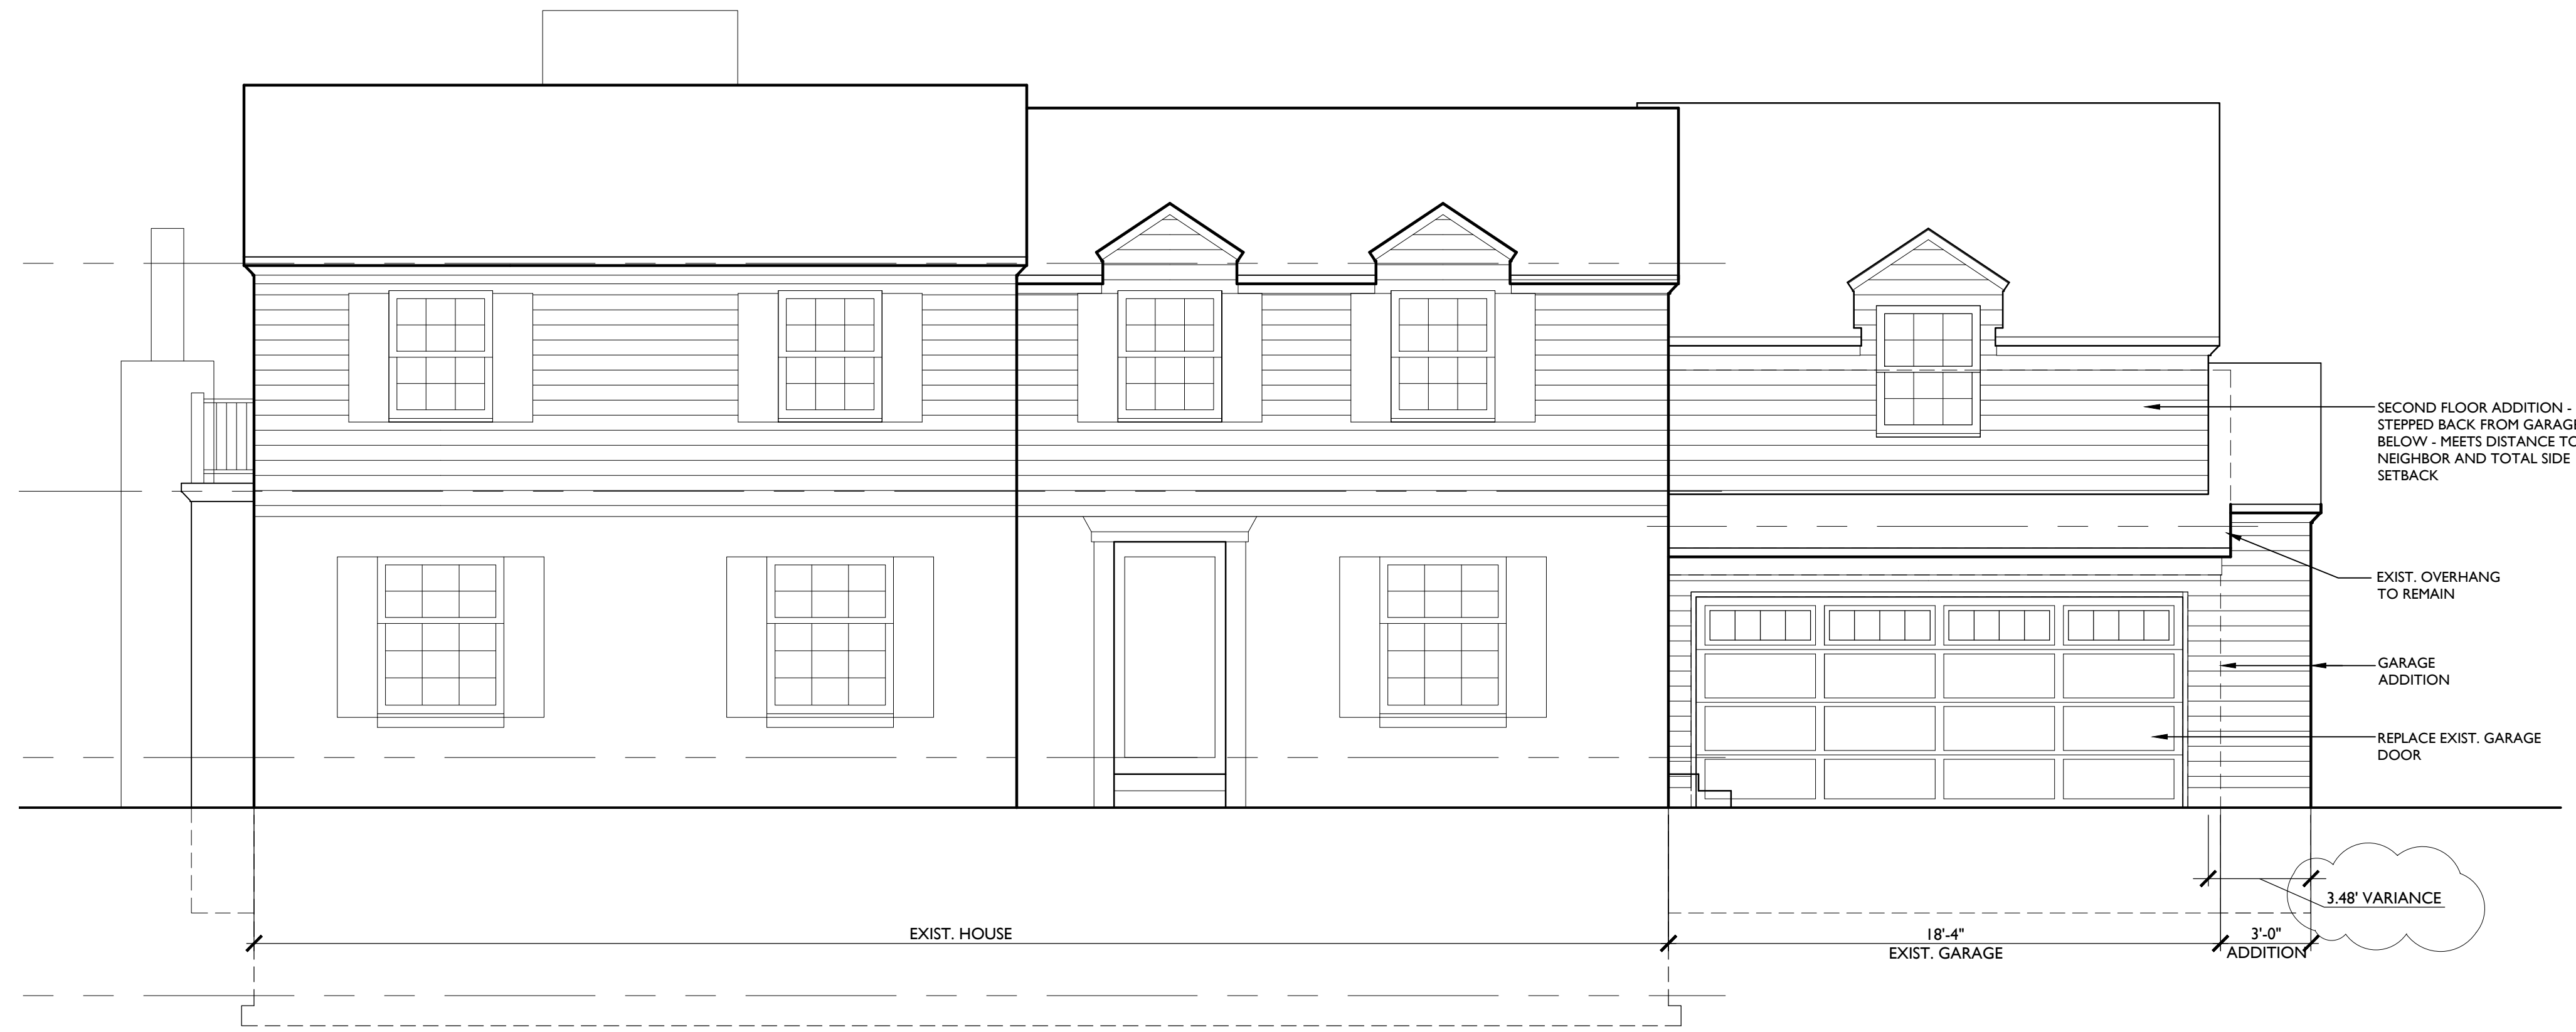 SECOND FLOOR ADDITION -
STEPPED BACK FROM GARAGE
BELOW - MEETS DISTANCE TO
NEIGHBOR AND TOTAL SIDE
SETBACK
EXIST. OVERHANG
TO REMAIN
GARAGE
ADDITION
REPLACE EXIST. GARAGE
DOOR
3.48' VARIANCE
EXIST. HOUSE
18'-4"
EXIST. GARAGE
3'-0"
ADDITION